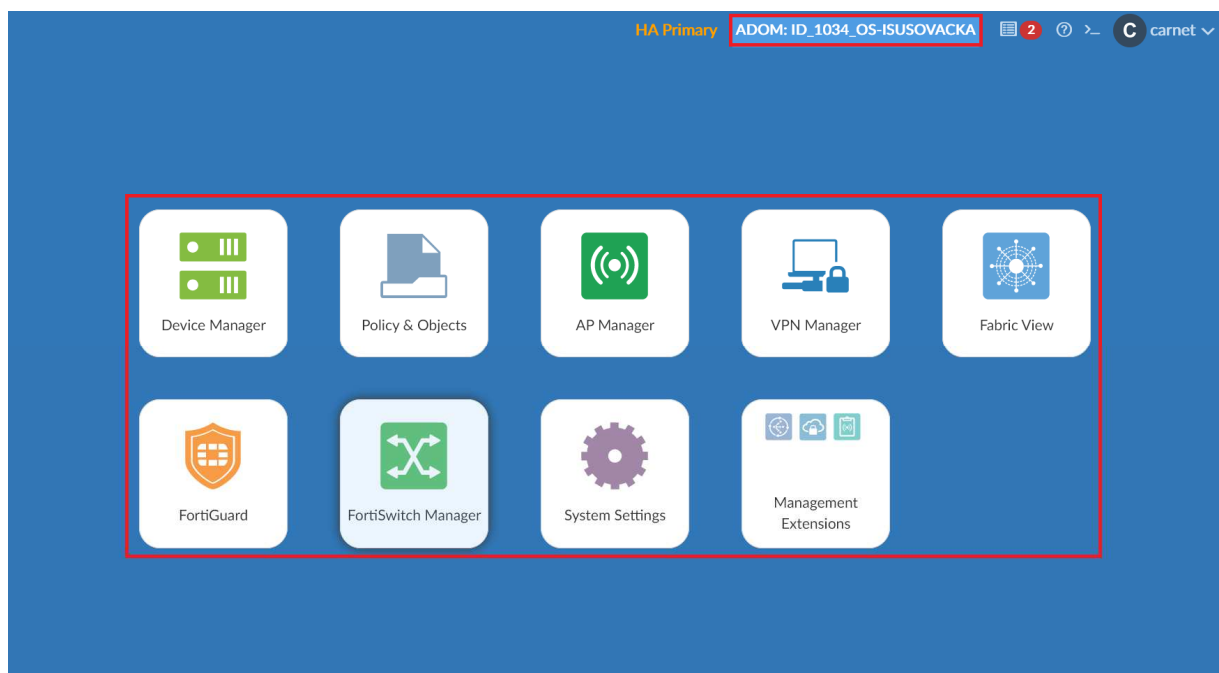 HA Primary ADOM: ID_1034_OS-ISUSOVACKA 2 C carnet
Device Manager Policy & Objects AP Manager VPN Manager Fabric View
FortiGuard FortiSwitch Manager System Settings Management
Extensions